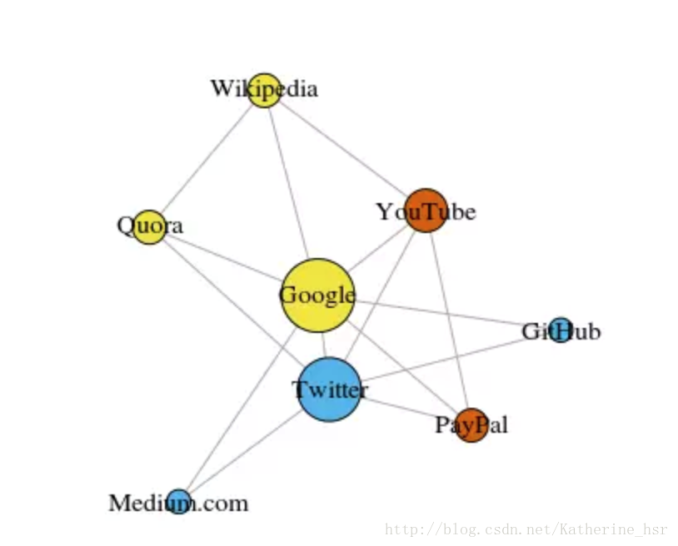 Wikipedia
YouTube
Quora
Google
GitHub
Twitter
PayPal
Medium.com
http://blog.csdn.net/Katherine_hsr